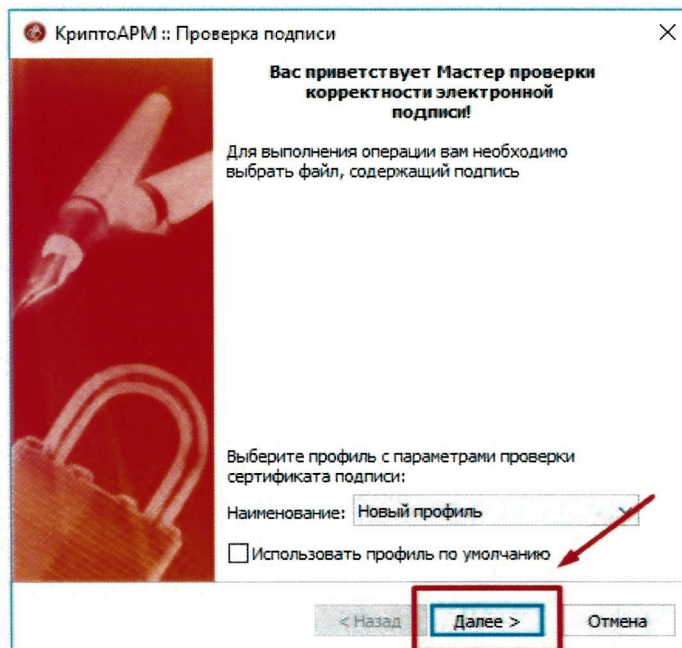 КриптоАРМ :: Проверка подписи
Вас приветствует Мастер проверки
корректности электронной
подписи!
Для выполнения операции вам необходимо
выбрать файл, содержащий подпись
Выберите профиль с параметрами проверки
сертификата подписи:
Наименование: Новый профиль
Использовать профиль по умолчанию
< Назад Далее > Отмена